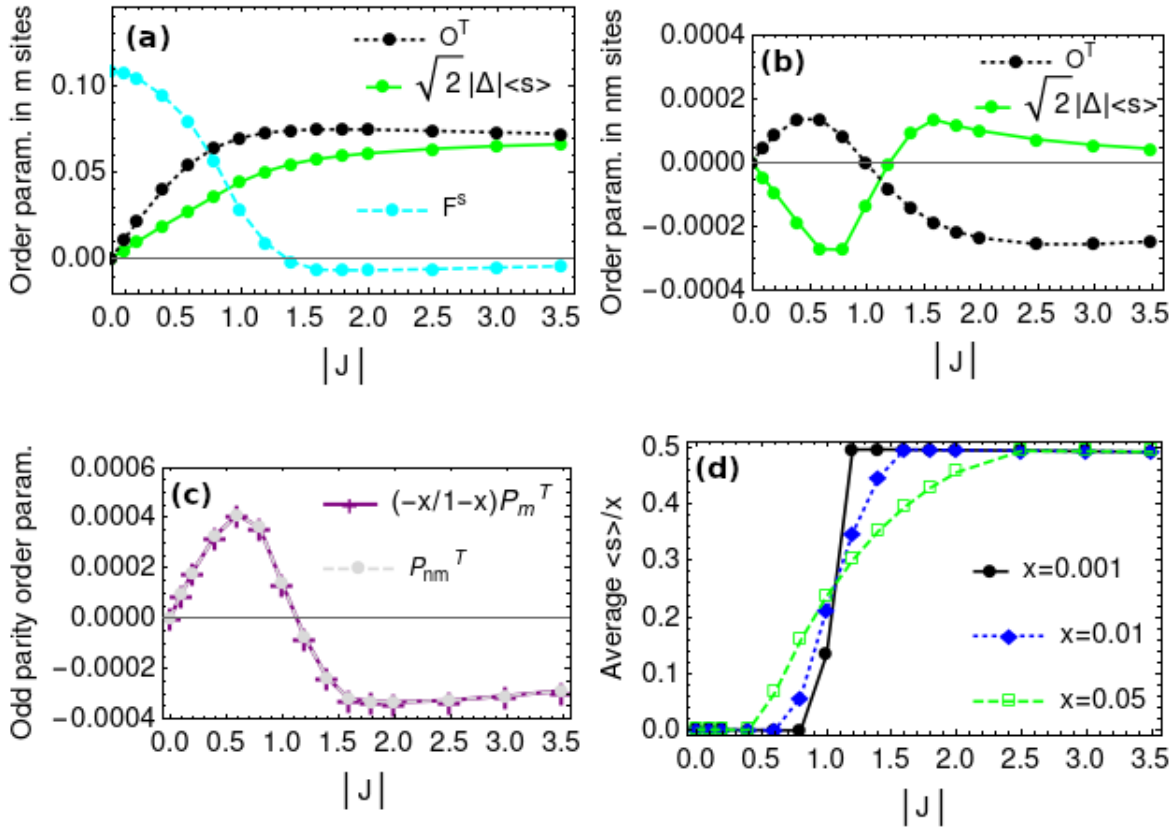 (a)
O^T
√2 |Δ|<s>
F^s
Order param. in m sites
0.10
0.05
0.00
0.0 0.5 1.0 1.5 2.0 2.5 3.0 3.5
|J|
(b)
O^T
√2 |Δ|<s>
Order param. in nm sites
0.0004
0.0002
0.0000
−0.0002
−0.0004
0.0 0.5 1.0 1.5 2.0 2.5 3.0 3.5
|J|
(c)
(−x/1−x)P_m^T
P_nm^T
Odd parity order param.
0.0006
0.0004
0.0002
0.0000
−0.0002
−0.0004
0.0 0.5 1.0 1.5 2.0 2.5 3.0 3.5
|J|
(d)
x=0.001
x=0.01
x=0.05
Average <s>/x
0.5
0.4
0.3
0.2
0.1
0.0
0.0 0.5 1.0 1.5 2.0 2.5 3.0 3.5
|J|